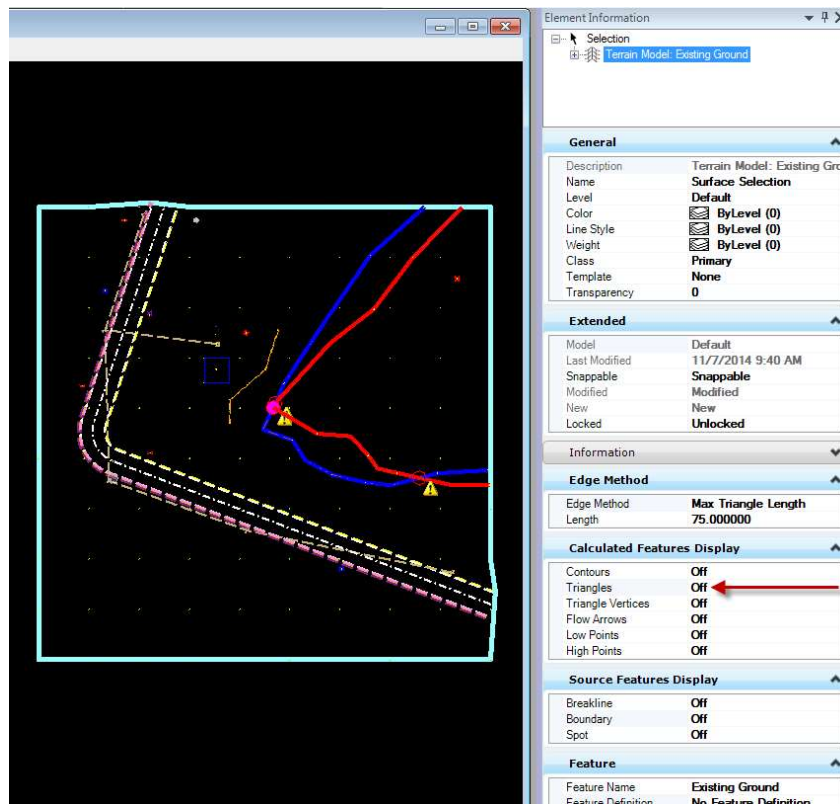 Element Information
Selection
Terrain Model: Existing Ground
General
Description Terrain Model: Existing Gro
Name Surface Selection
Level Default
Color ByLevel (0)
Line Style ByLevel (0)
Weight ByLevel (0)
Class Primary
Template None
Transparency 0
Extended
Model Default
Last Modified 11/7/2014 9:40 AM
Snappable Snappable
Modified Modified
New New
Locked Unlocked
Information
Edge Method
Edge Method Max Triangle Length
Length 75.000000
Calculated Features Display
Contours Off
Triangles Off
Triangle Vertices Off
Flow Arrows Off
Low Points Off
High Points Off
Source Features Display
Breakline Off
Boundary Off
Spot Off
Feature
Feature Name Existing Ground
Feature Definition No Feature Definition